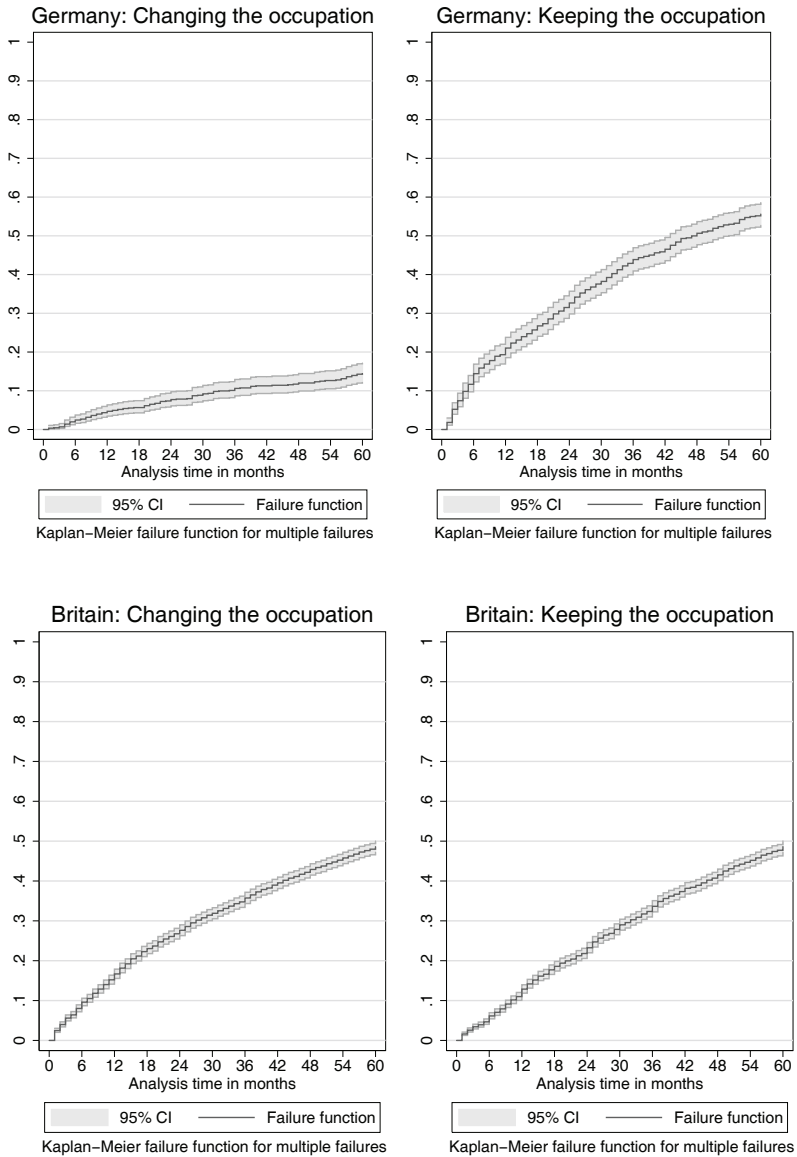 Germany: Changing the occupation
1
.9
.8
.7
.6
.5
.4
.3
.2
.1
0
0 6 12 18 24 30 36 42 48 54 60
Analysis time in months
95% CI Failure function
Kaplan−Meier failure function for multiple failures
Germany: Keeping the occupation
1
.9
.8
.7
.6
.5
.4
.3
.2
.1
0
0 6 12 18 24 30 36 42 48 54 60
Analysis time in months
95% CI Failure function
Kaplan−Meier failure function for multiple failures
Britain: Changing the occupation
1
.9
.8
.7
.6
.5
.4
.3
.2
.1
0
0 6 12 18 24 30 36 42 48 54 60
Analysis time in months
95% CI Failure function
Kaplan−Meier failure function for multiple failures
Britain: Keeping the occupation
1
.9
.8
.7
.6
.5
.4
.3
.2
.1
0
0 6 12 18 24 30 36 42 48 54 60
Analysis time in months
95% CI Failure function
Kaplan−Meier failure function for multiple failures